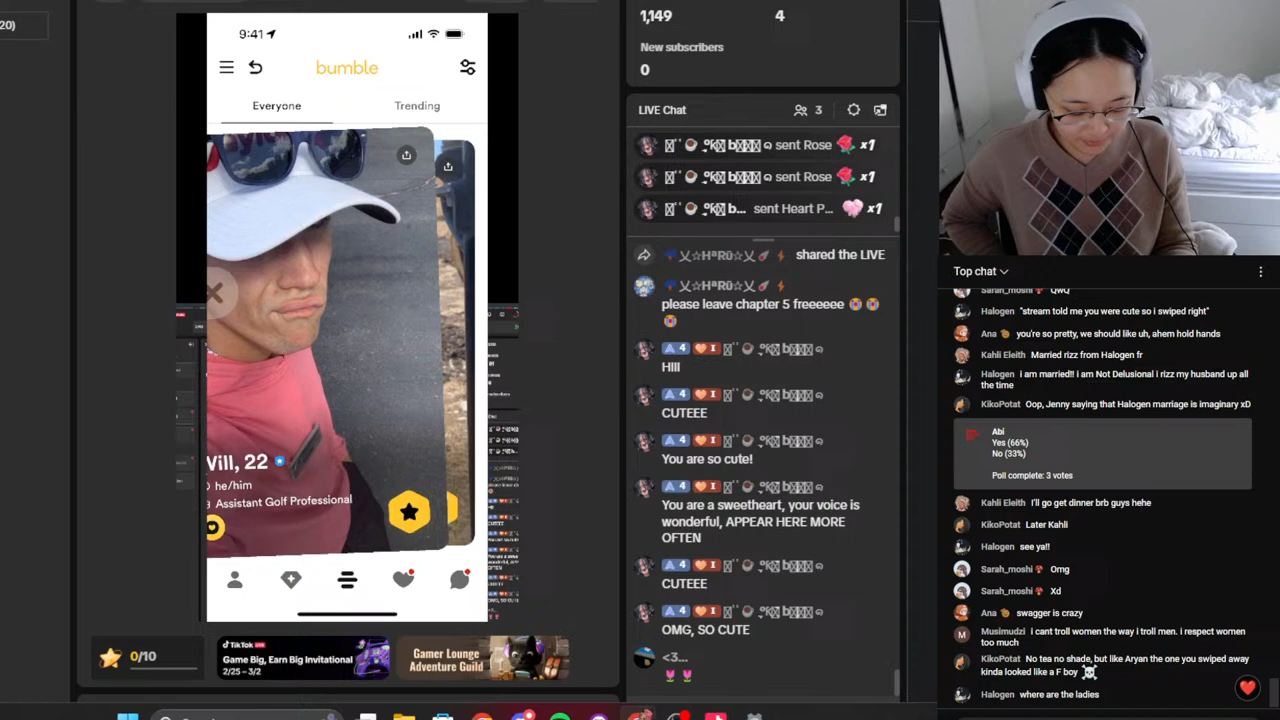 20)
9:41
bumble
Everyone
Trending
Will, 22
he/him
Assistant Golf Professional
0/10
TikTok LIVE
Game Big, Earn Big Invitational
2/25 – 3/2
Gamer Lounge
Adventure Guild
1,149
4
New subscribers
0
LIVE Chat
3
sent Rose x1
sent Rose x1
sent Heart P... x1
shared the LIVE
please leave chapter 5 freeeeee 😭😭
😭
A 4 I
HIII
A 4 I
CUTEEE
A 4 I
You are so cute!
A 4 I
You are a sweetheart, your voice is
wonderful, APPEAR HERE MORE
OFTEN
A 4 I
CUTEEE
A 4 I
OMG, SO CUTE
<3...
🌷🌷
Top chat
Sarah_moshi QwQ
Halogen "stream told me you were cute so i swiped right"
Ana you're so pretty, we should like uh, ahem hold hands
Kahli Eleith Married rizz from Halogen fr
Halogen i am married!! i am Not Delusional i rizz my husband up all
the time
KikoPotat Oop, Jenny saying that Halogen marriage is imaginary xD
Abi
Yes (66%)
No (33%)
Poll complete: 3 votes
Kahli Eleith I'll go get dinner brb guys hehe
KikoPotat Later Kahli
Halogen see ya!!
Sarah_moshi Omg
Sarah_moshi Xd
Ana swagger is crazy
M Musimudzi i cant troll women the way i troll men. i respect women
too much
KikoPotat No tea no shade, but like Aryan the one you swiped away
kinda looked like a F boy ☠
Halogen where are the ladies